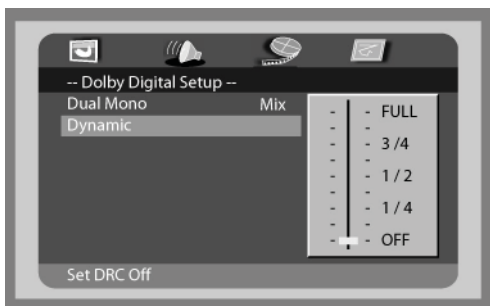 -- Dolby Digital Setup --
Dual Mono Mix
Dynamic
- - FULL
- - 3 /4
- - 1 / 2
- - 1 / 4
- - OFF
Set DRC Off